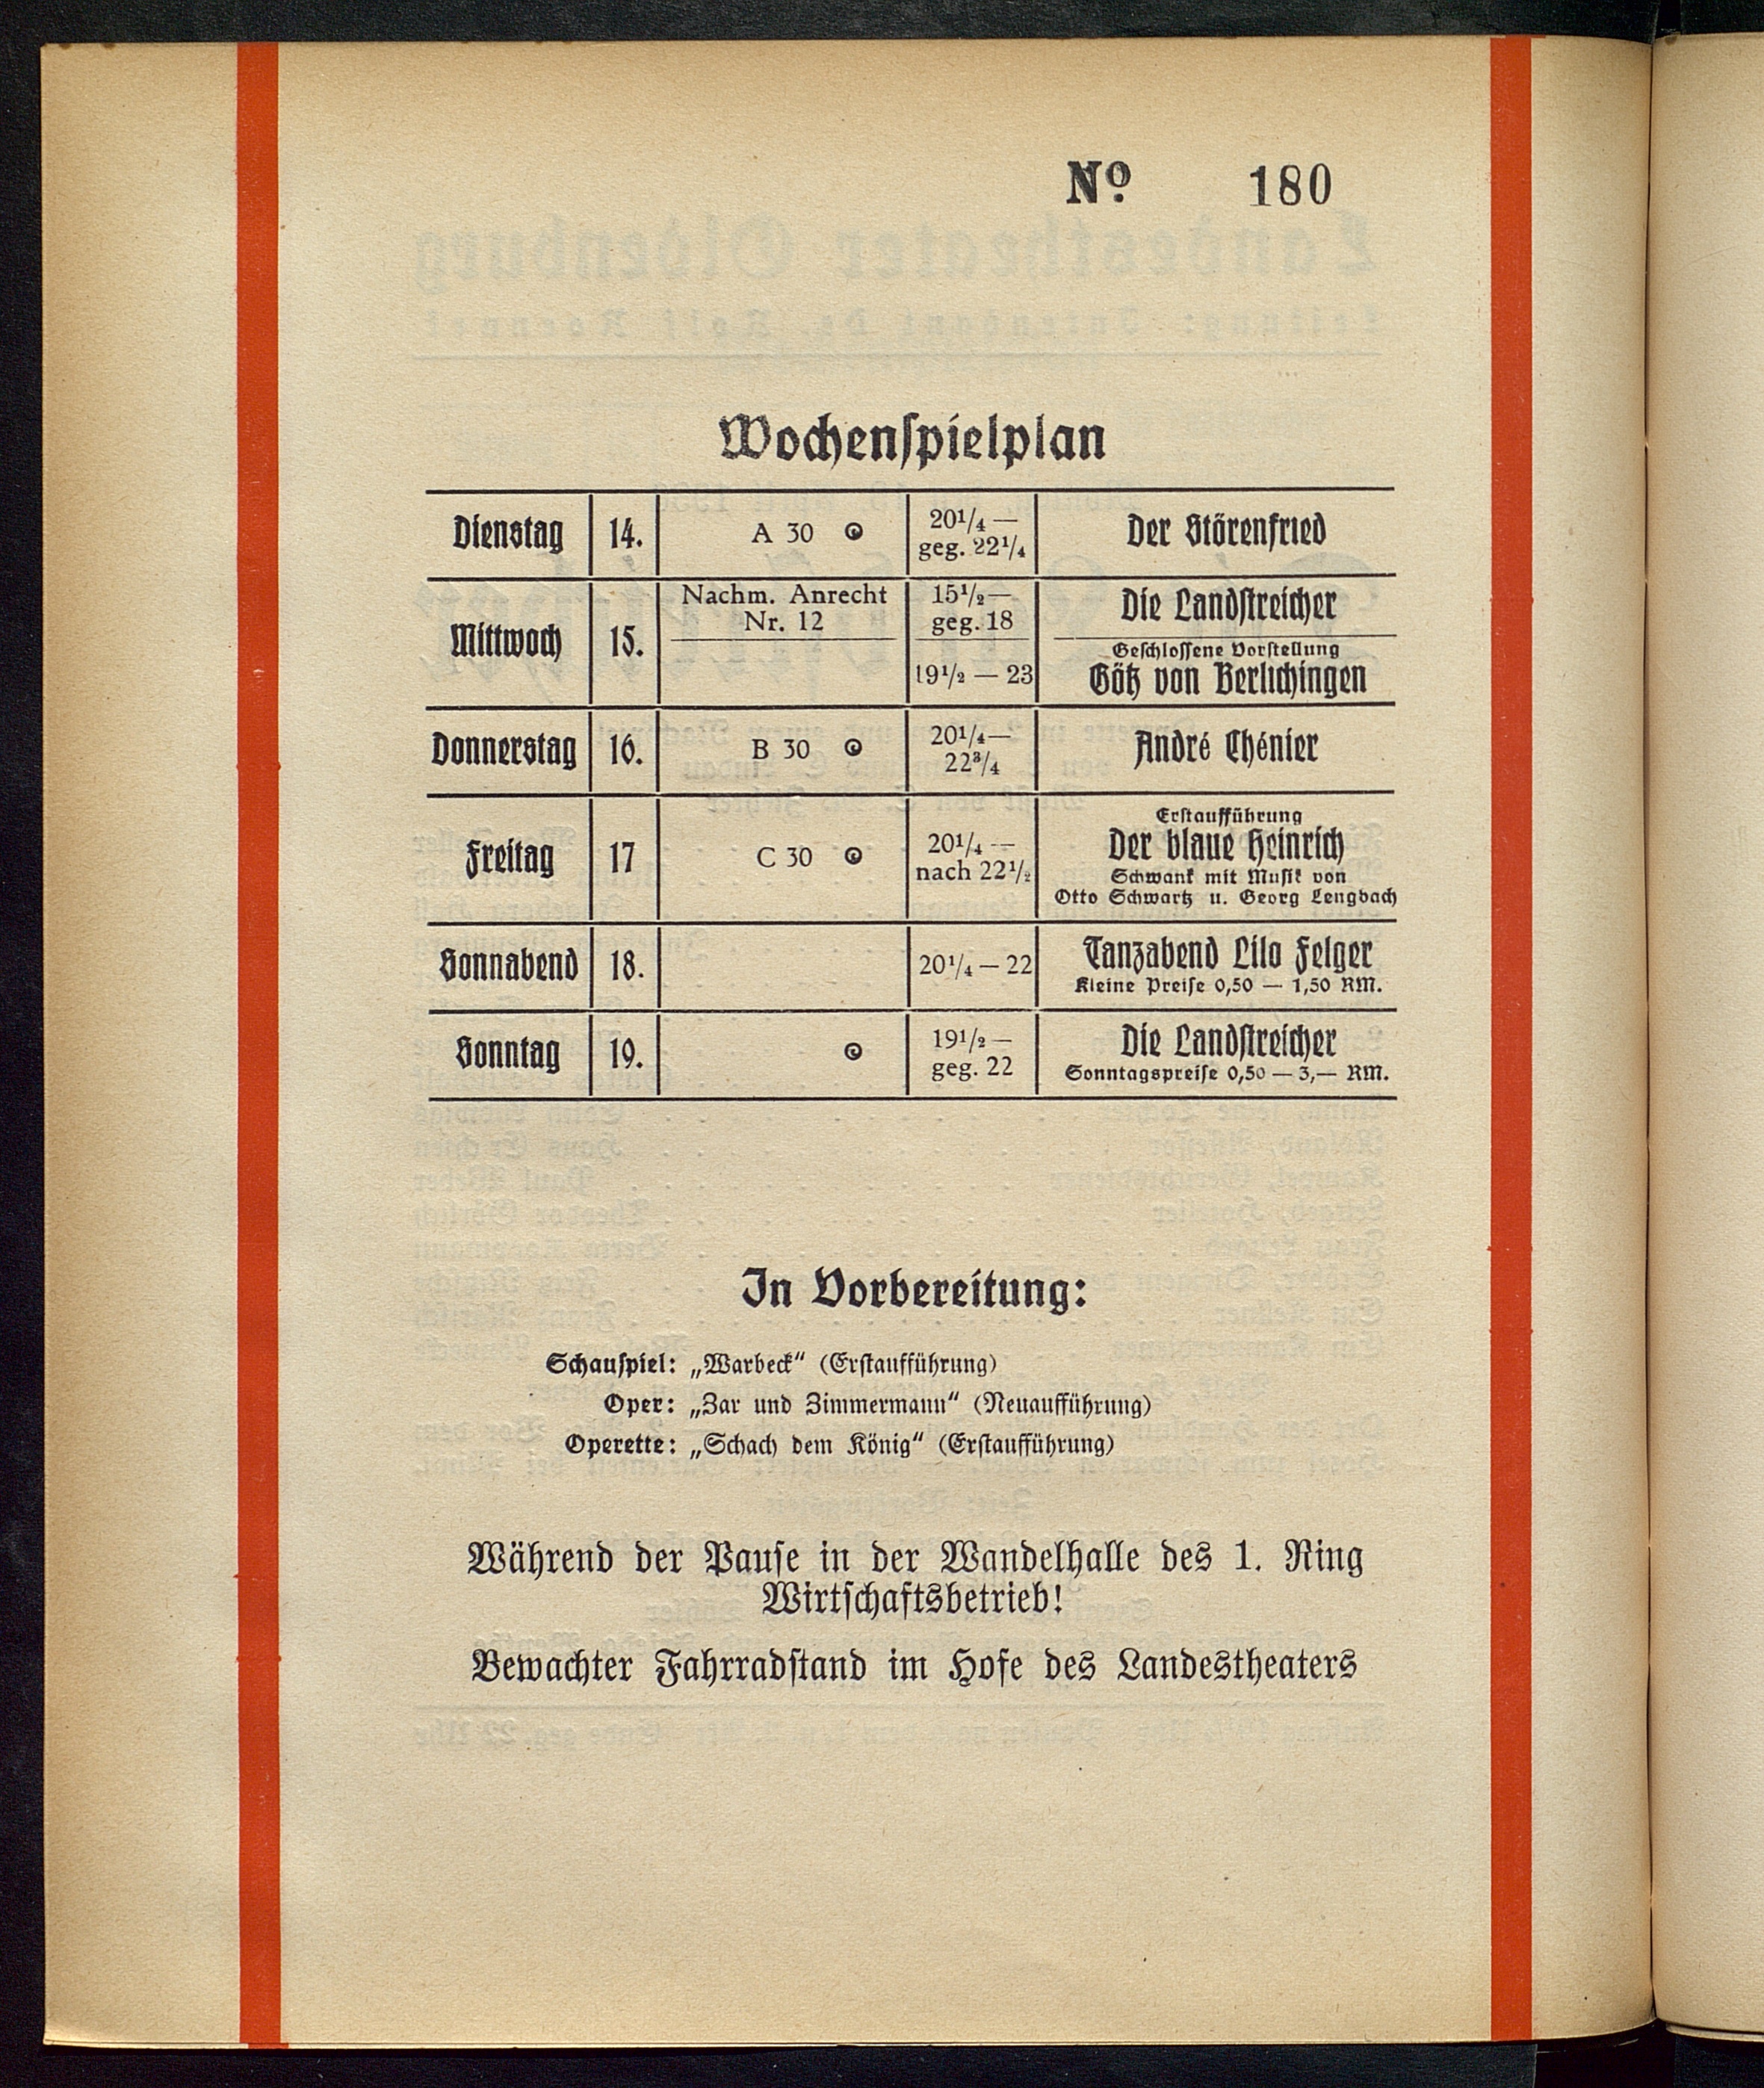 No. 180
Wochenspielplan
Dienstag 14. A 30 20¼ — geg. 22¼ Der Störenfried
Mittwoch 15. Nachm. Anrecht Nr. 12 15½ — geg. 18 Die Landstreicher
Geschlossene Vorstellung
19½ — 23 Götz von Berlichingen
Donnerstag 16. B 30 20¼ — 22¾ André Chénier
Erstaufführung
Freitag 17 C 30 20¼ — nach 22½ Der blaue Heinrich
Schwank mit Musik von
Otto Schwartz u. Georg Lengbach
Sonnabend 18. 20¼ — 22 Tanzabend Lilo Felger
Kleine Preise 0,50 — 1,50 RM.
Sonntag 19. 19½ — geg. 22 Die Landstreicher
Sonntagspreise 0,50 — 3,— RM.
In Vorbereitung:
Schauspiel: „Warbeck“ (Erstaufführung)
Oper: „Zar und Zimmermann“ (Neuaufführung)
Operette: „Schach dem König“ (Erstaufführung)
Während der Pause in der Wandelhalle des 1. Ring
Wirtschaftsbetrieb!
Bewachter Fahrradstand im Hofe des Landestheaters